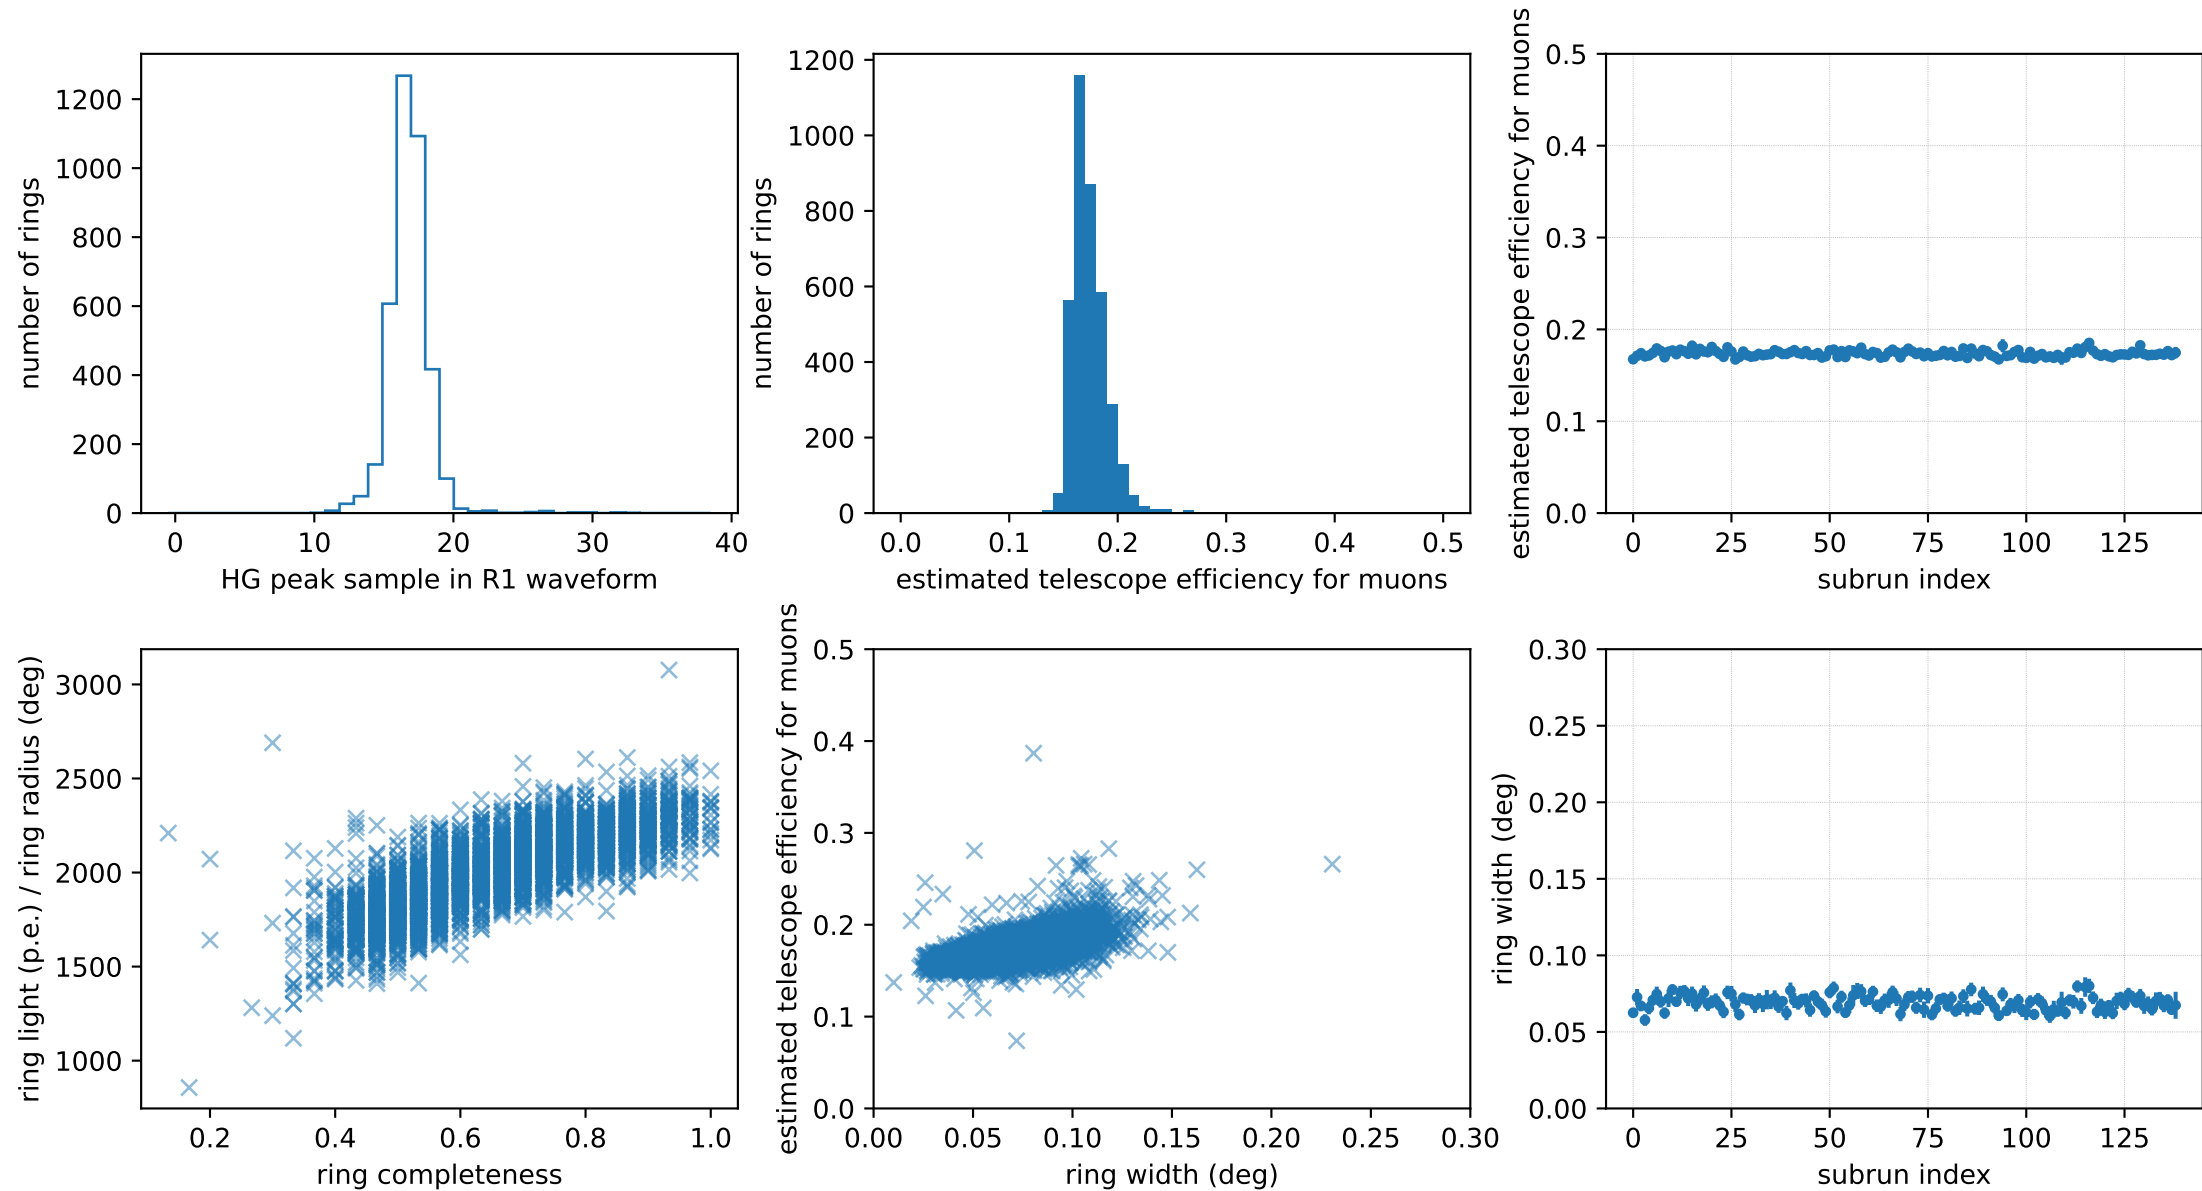 number of rings
1200
1000
800
600
400
200
0
0 10 20 30 40
HG peak sample in R1 waveform
number of rings
1200
1000
800
600
400
200
0
0.0 0.1 0.2 0.3 0.4 0.5
estimated telescope efficiency for muons
estimated telescope efficiency for muons
0.5
0.4
0.3
0.2
0.1
0.0
0 25 50 75 100 125
subrun index
ring light (p.e.) / ring radius (deg)
3000
2500
2000
1500
1000
0.2 0.4 0.6 0.8 1.0
ring completeness
estimated telescope efficiency for muons
0.5
0.4
0.3
0.2
0.1
0.0
0.00 0.05 0.10 0.15 0.20 0.25 0.30
ring width (deg)
ring width (deg)
0.30
0.25
0.20
0.15
0.10
0.05
0.00
0 25 50 75 100 125
subrun index